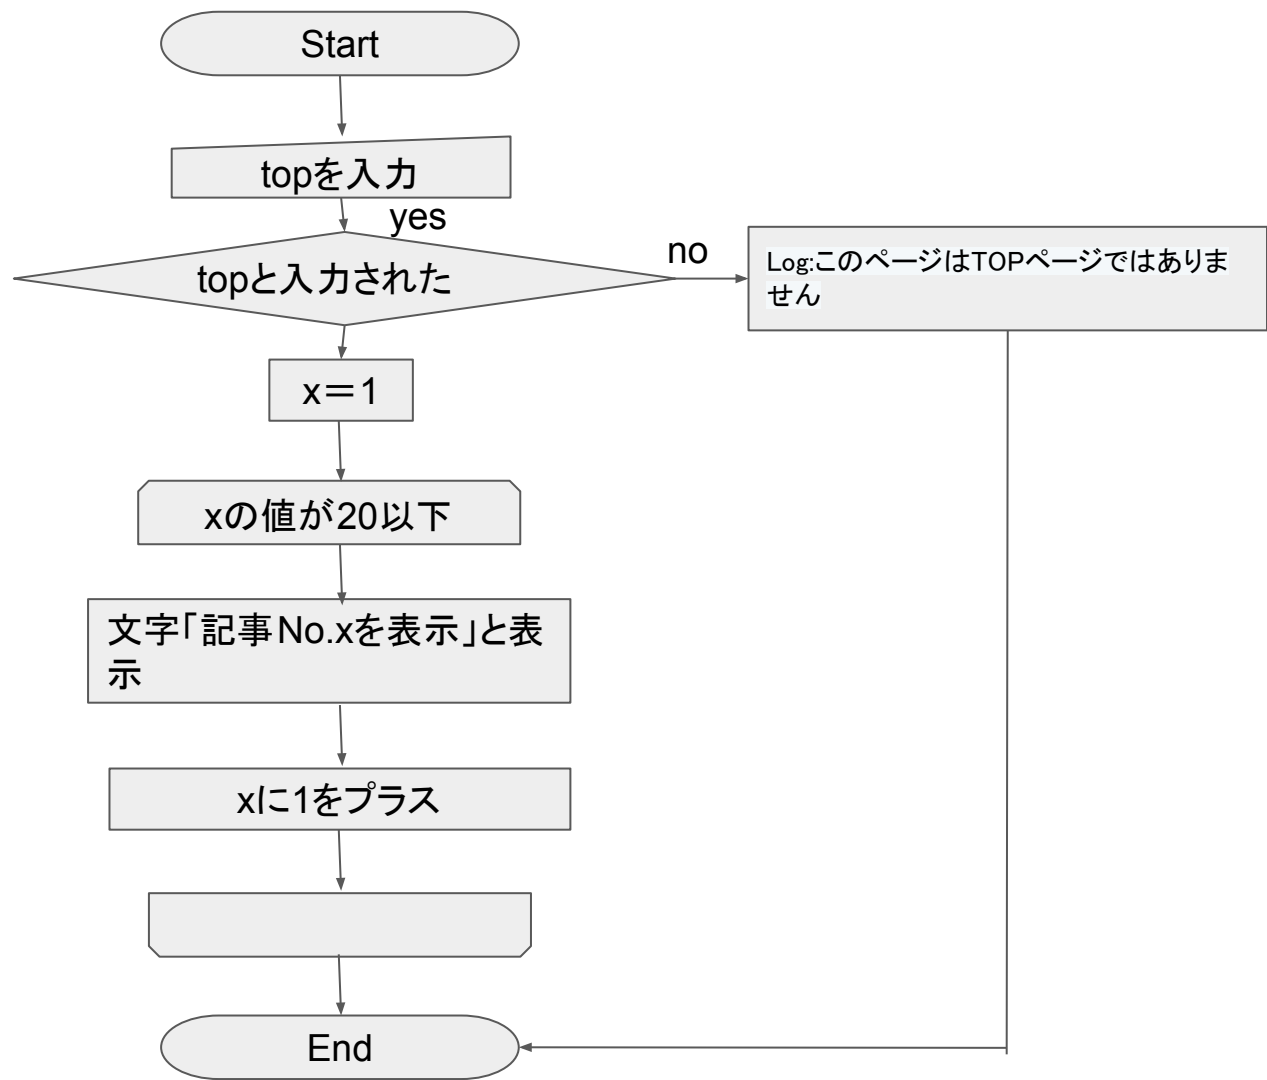 Start
topを入力
yes
topと入力された
no
Log:このページはTOPページではありま
せん
x＝1
xの値が20以下
文字「記事No.xを表示」と表
示
xに1をプラス
End